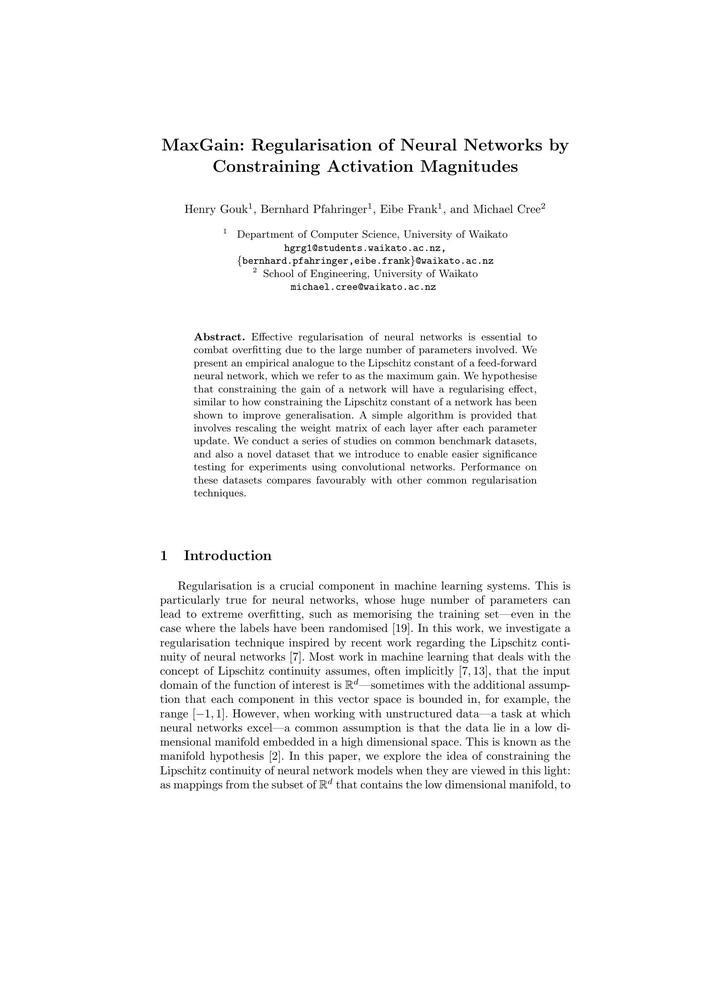 MaxGain: Regularisation of Neural Networks by
Constraining Activation Magnitudes
Henry Gouk1, Bernhard Pfahringer1, Eibe Frank1, and Michael Cree2
1 Department of Computer Science, University of Waikato
hgrg1@students.waikato.ac.nz,
{bernhard.pfahringer,eibe.frank}@waikato.ac.nz
2 School of Engineering, University of Waikato
michael.cree@waikato.ac.nz
Abstract. Effective regularisation of neural networks is essential to
combat overfitting due to the large number of parameters involved. We
present an empirical analogue to the Lipschitz constant of a feed-forward
neural network, which we refer to as the maximum gain. We hypothesise
that constraining the gain of a network will have a regularising effect,
similar to how constraining the Lipschitz constant of a network has been
shown to improve generalisation. A simple algorithm is provided that
involves rescaling the weight matrix of each layer after each parameter
update. We conduct a series of studies on common benchmark datasets,
and also a novel dataset that we introduce to enable easier significance
testing for experiments using convolutional networks. Performance on
these datasets compares favourably with other common regularisation
techniques.
1 Introduction
Regularisation is a crucial component in machine learning systems. This is
particularly true for neural networks, whose huge number of parameters can
lead to extreme overfitting, such as memorising the training set—even in the
case where the labels have been randomised [19]. In this work, we investigate a
regularisation technique inspired by recent work regarding the Lipschitz conti-
nuity of neural networks [7]. Most work in machine learning that deals with the
concept of Lipschitz continuity assumes, often implicitly [7, 13], that the input
domain of the function of interest is ℝᵈ—sometimes with the additional assump-
tion that each component in this vector space is bounded in, for example, the
range [−1, 1]. However, when working with unstructured data—a task at which
neural networks excel—a common assumption is that the data lie in a low di-
mensional manifold embedded in a high dimensional space. This is known as the
manifold hypothesis [2]. In this paper, we explore the idea of constraining the
Lipschitz continuity of neural network models when they are viewed in this light:
as mappings from the subset of ℝᵈ that contains the low dimensional manifold, to